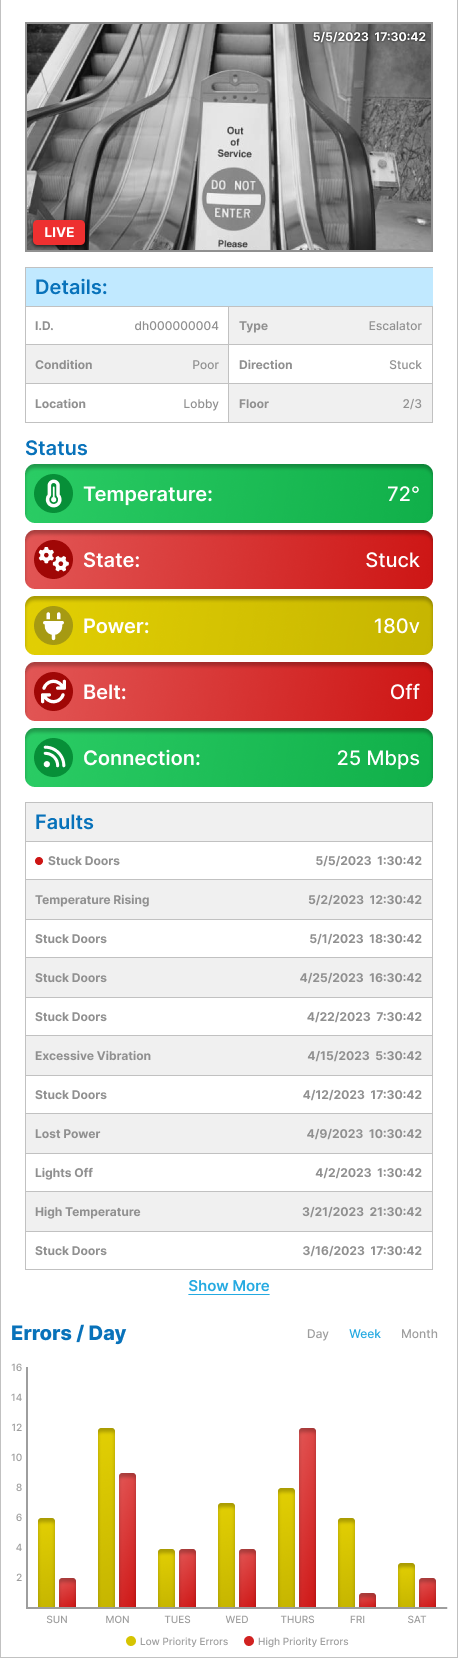 5/5/2023 17:30:42
Out
of
Service
DO NOT
ENTER
Please
LIVE
Details:
I.D. dh000000004 Type Escalator
Condition Poor Direction Stuck
Location Lobby Floor 2/3
Status
Temperature: 72°
State: Stuck
Power: 180v
Belt: Off
Connection: 25 Mbps
Faults
Stuck Doors 5/5/2023 1:30:42
Temperature Rising 5/2/2023 12:30:42
Stuck Doors 5/1/2023 18:30:42
Stuck Doors 4/25/2023 16:30:42
Stuck Doors 4/22/2023 7:30:42
Excessive Vibration 4/15/2023 5:30:42
Stuck Doors 4/12/2023 17:30:42
Lost Power 4/9/2023 10:30:42
Lights Off 4/2/2023 1:30:42
High Temperature 3/21/2023 21:30:42
Stuck Doors 3/16/2023 17:30:42
Show More
Errors / Day Day Week Month
16
14
12
10
8
6
4
2
SUN MON TUES WED THURS FRI SAT
Low Priority Errors High Priority Errors